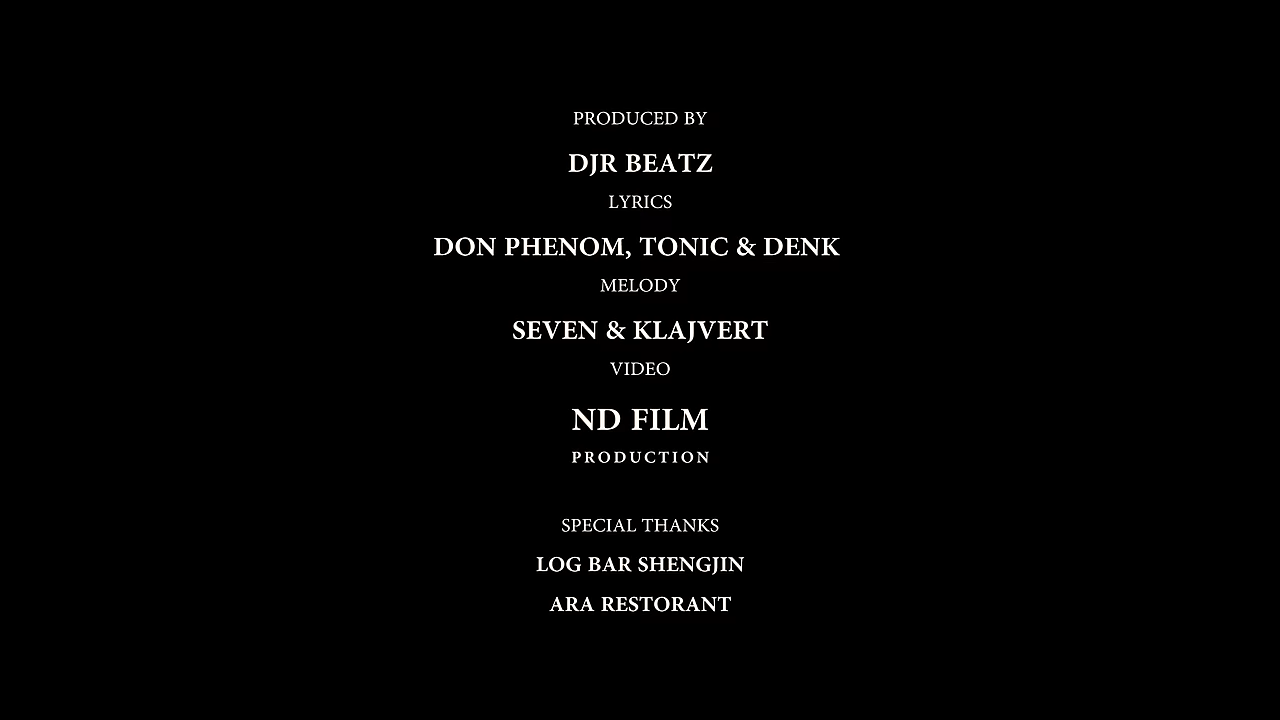 PRODUCED BY
DJR BEATZ
LYRICS
DON PHENOM, TONIC & DENK
MELODY
SEVEN & KLAJVERT
VIDEO
ND FILM
PRODUCTION
SPECIAL THANKS
LOG BAR SHENGJIN
ARA RESTORANT